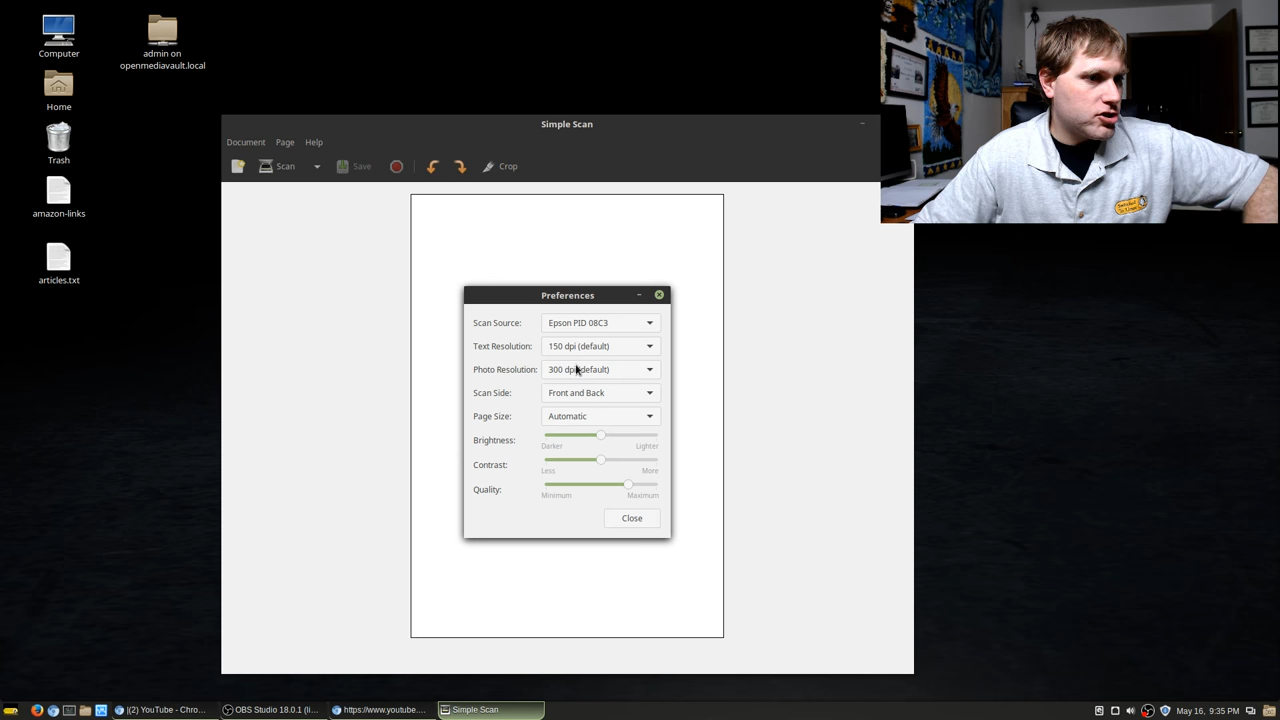 Computer
admin on
openmediavault.local
Home
Trash
amazon-links
articles.txt
Simple Scan
Document Page Help
Scan Save Crop
Preferences
Scan Source: Epson PID 08C3
Text Resolution: 150 dpi (default)
Photo Resolution: 300 dpi (default)
Scan Side: Front and Back
Page Size: Automatic
Brightness:
Darker Lighter
Contrast:
Less More
Quality:
Minimum Maximum
Close
|(2) YouTube - Chro...
OBS Studio 18.0.1 (li...
https://www.youtube....
Simple Scan
May 16, 9:35 PM